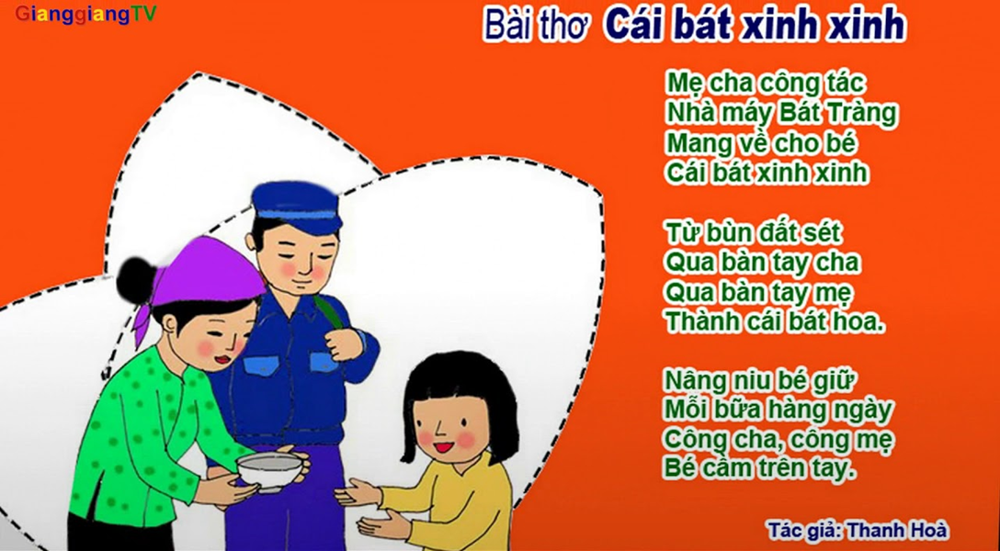 GianggiangTV
Bài thơ Cái bát xinh xinh
Mẹ cha công tác
Nhà máy Bát Tràng
Mang về cho bé
Cái bát xinh xinh
Từ bùn đất sét
Qua bàn tay cha
Qua bàn tay mẹ
Thành cái bát hoa.
Nâng niu bé giữ
Mỗi bữa hàng ngày
Công cha, công mẹ
Bé cầm trên tay.
Tác giả: Thanh Hoà